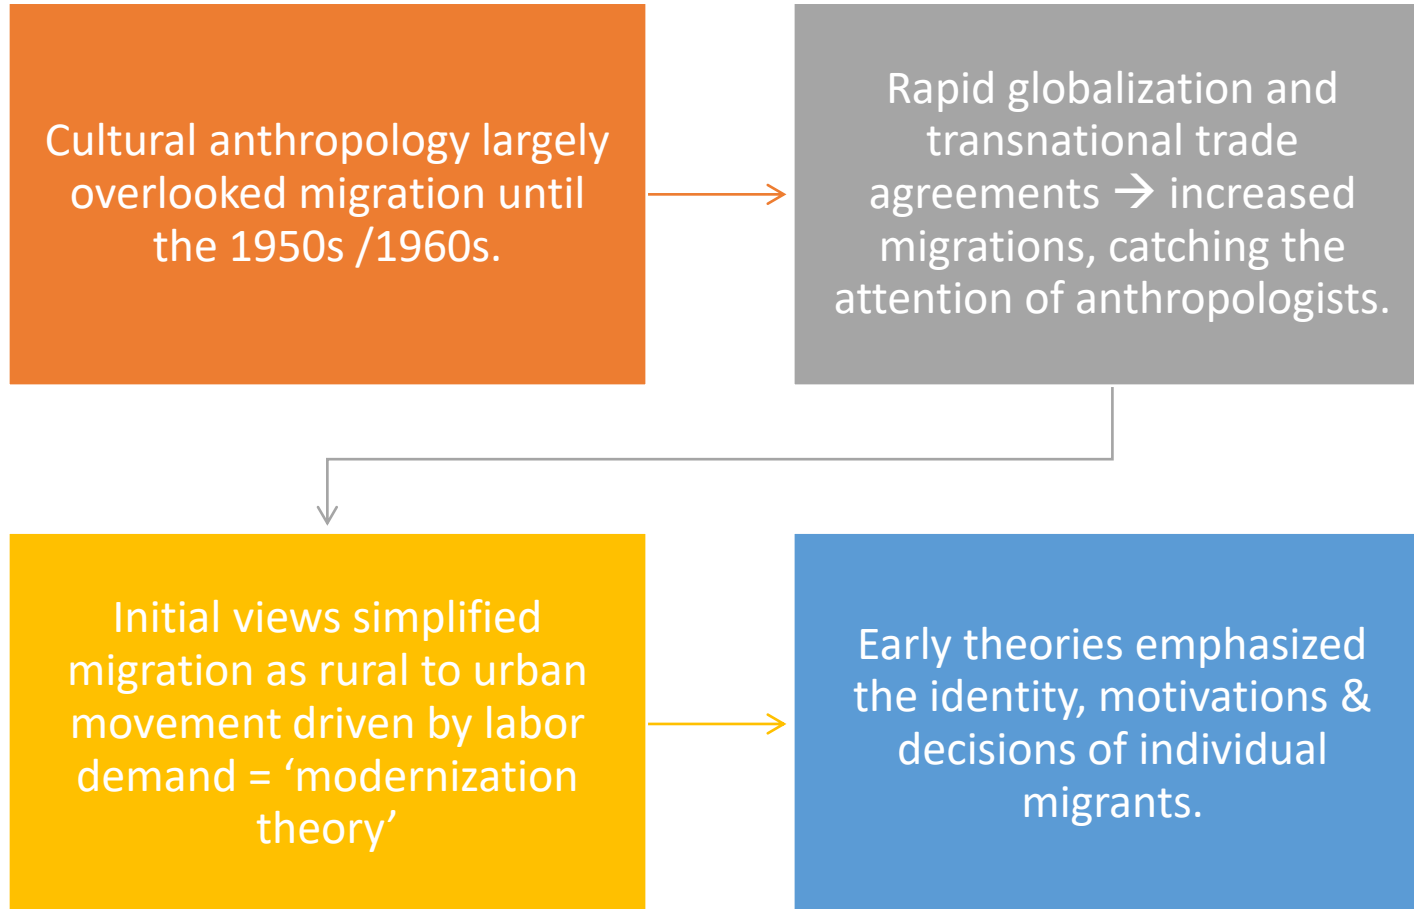 Cultural anthropology largely
overlooked migration until
the 1950s /1960s.
Rapid globalization and
transnational trade
agreements → increased
migrations, catching the
attention of anthropologists.
Initial views simplified
migration as rural to urban
movement driven by labor
demand = ‘modernization
theory’
Early theories emphasized
the identity, motivations &
decisions of individual
migrants.